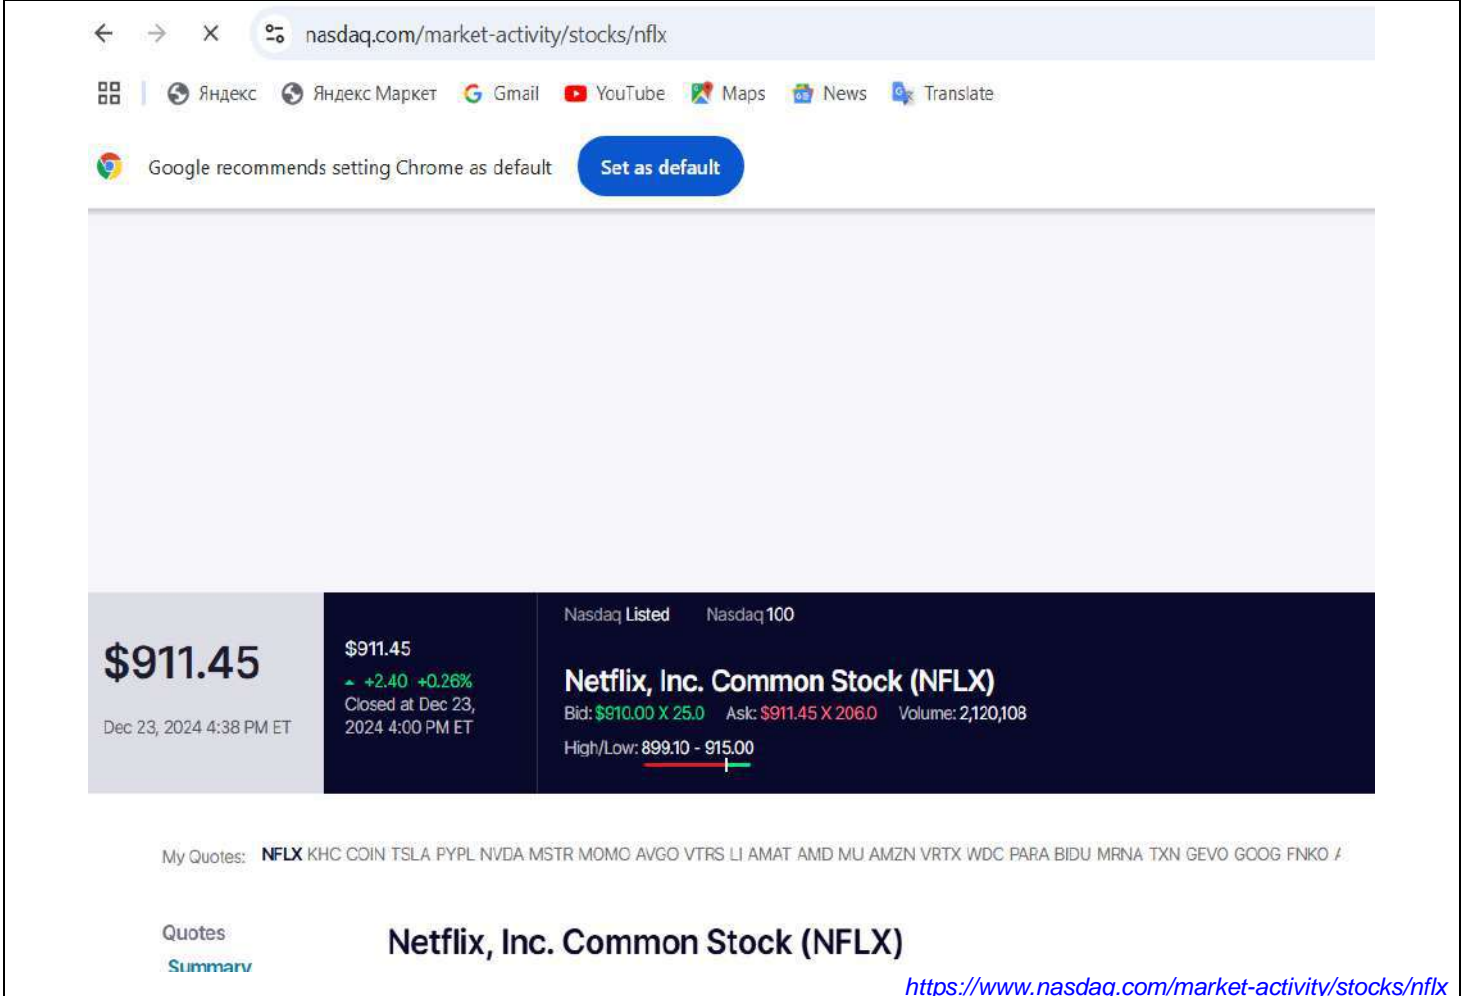 nasdaq.com/market-activity/stocks/nflx
Яндекс Яндекс Маркет Gmail YouTube Maps News Translate
Google recommends setting Chrome as default Set as default
Nasdaq Listed Nasdaq 100
$911.45
$911.45
+2.40 +0.26%
Closed at Dec 23,
2024 4:00 PM ET
Dec 23, 2024 4:38 PM ET
Netflix, Inc. Common Stock (NFLX)
Bid: $910.00 X 25.0 Ask: $911.45 X 206.0 Volume: 2,120,108
High/Low: 899.10 - 915.00
My Quotes: NFLX KHC COIN TSLA PYPL NVDA MSTR MOMO AVGO VTRS LI AMAT AMD MU AMZN VRTX WDC PARA BIDU MRNA TXN GEVO GOOG FNKO
Quotes
Summary
Netflix, Inc. Common Stock (NFLX)
https://www.nasdaq.com/market-activity/stocks/nflx